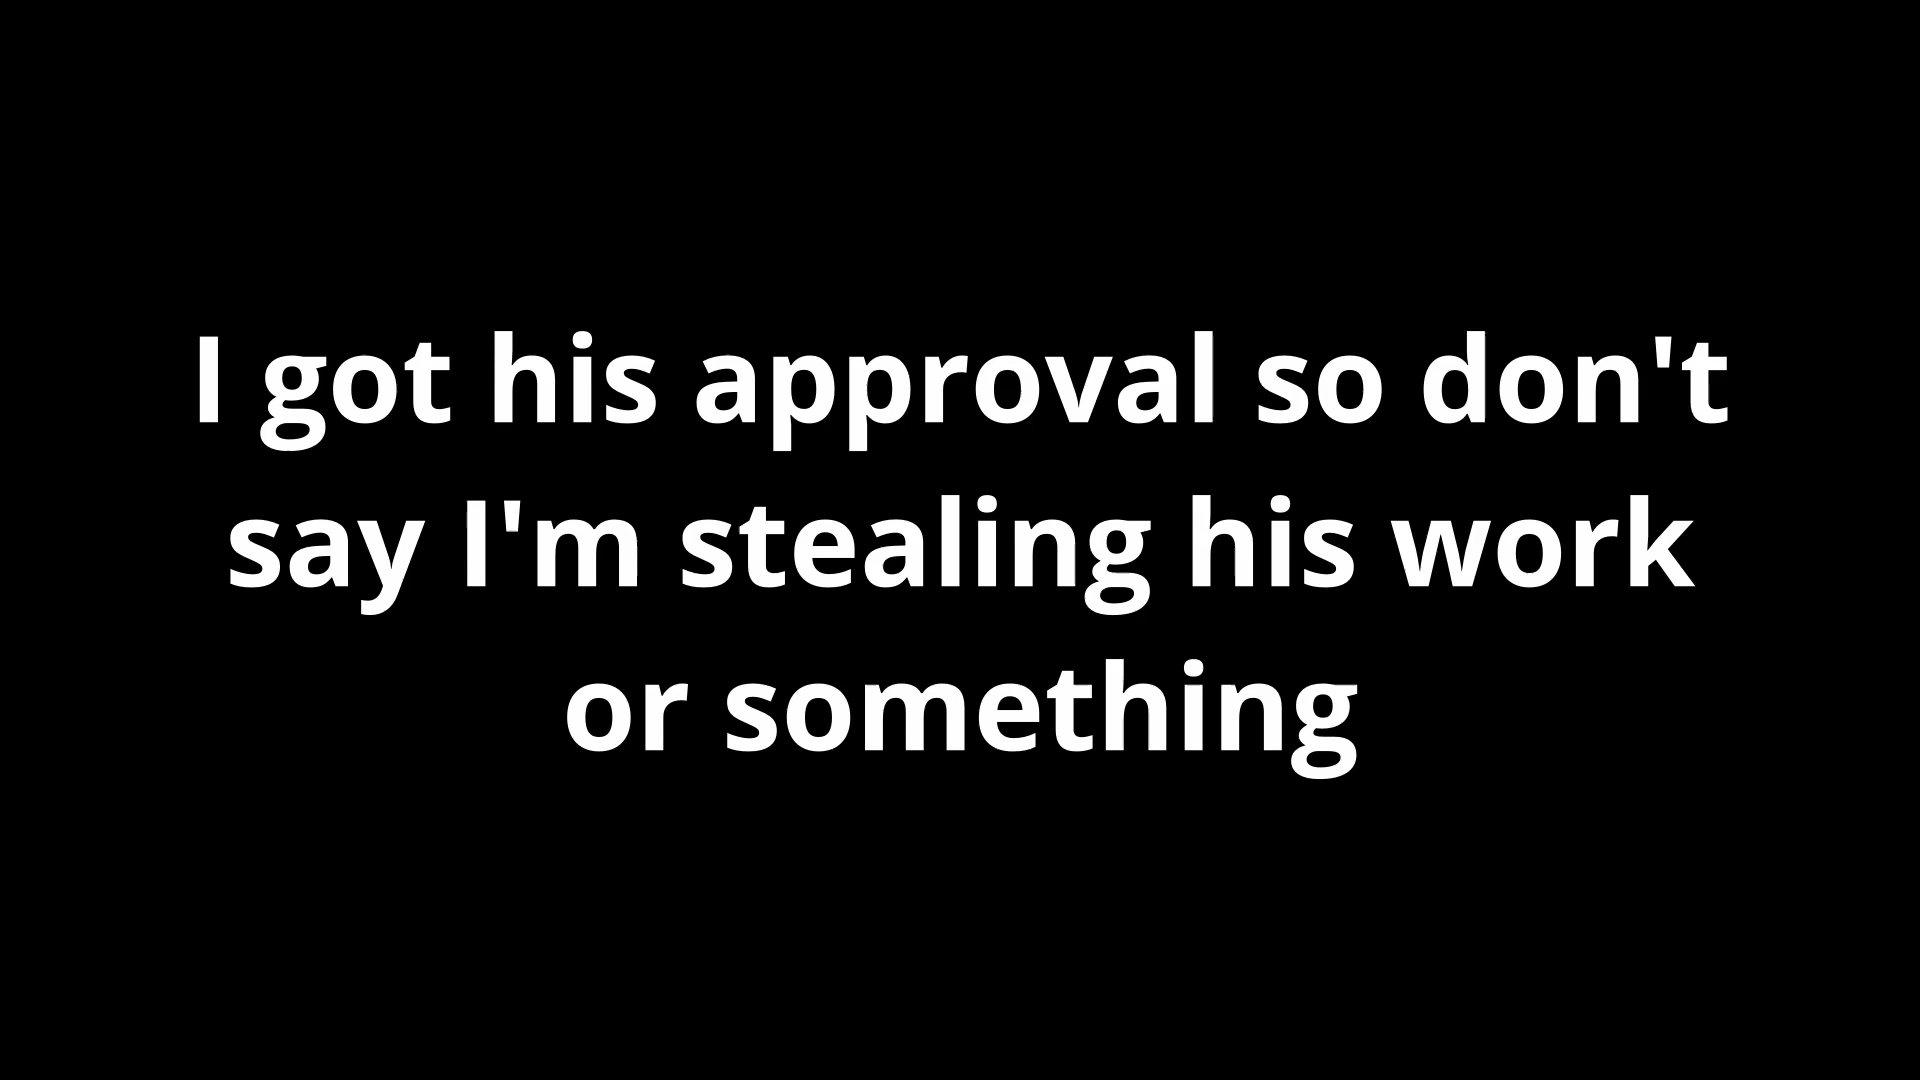 I got his approval so don't
say I'm stealing his work
or something